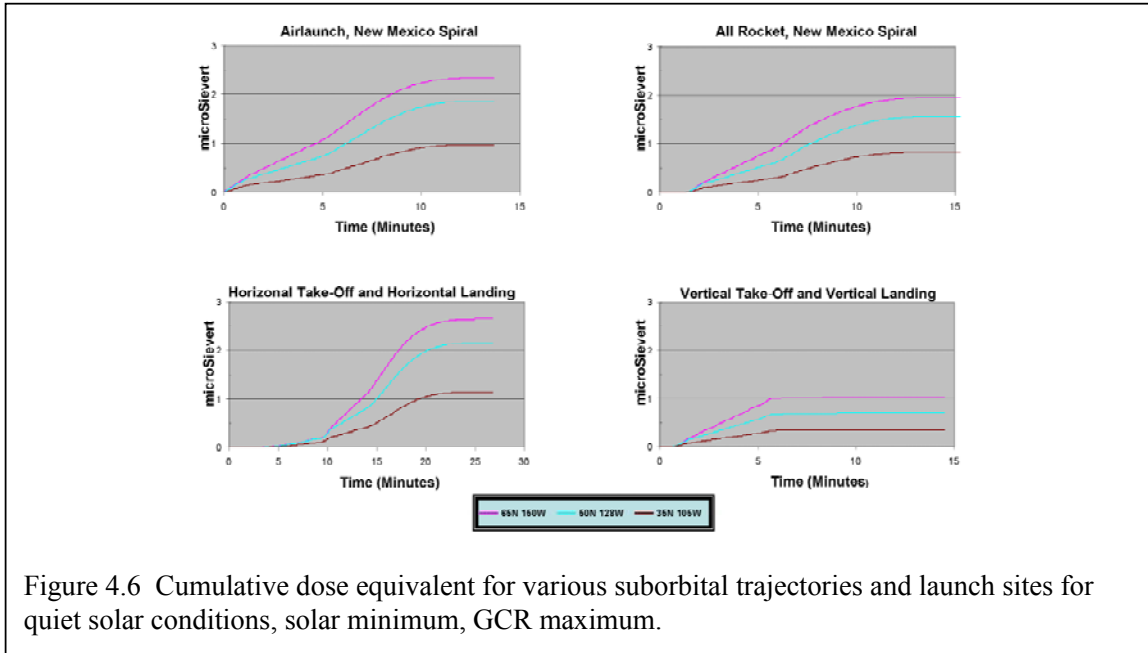 Airlaunch, New Mexico Spiral
microSievert
3
2
1
0
0 5 10 15
Time (Minutes)
All Rocket, New Mexico Spiral
microSievert
3
2
1
0
0 5 10 15
Time (Minutes)
Horizonal Take-Off and Horizontal Landing
microSievert
3
2
1
0
0 5 10 15 20 25 30
Time (Minutes)
Vertical Take-Off and Vertical Landing
microSievert
3
2
1
0
0 5 10 15
Time (Minutes)
65N 150W 50N 128W 35N 106W
Figure 4.6 Cumulative dose equivalent for various suborbital trajectories and launch sites for
quiet solar conditions, solar minimum, GCR maximum.